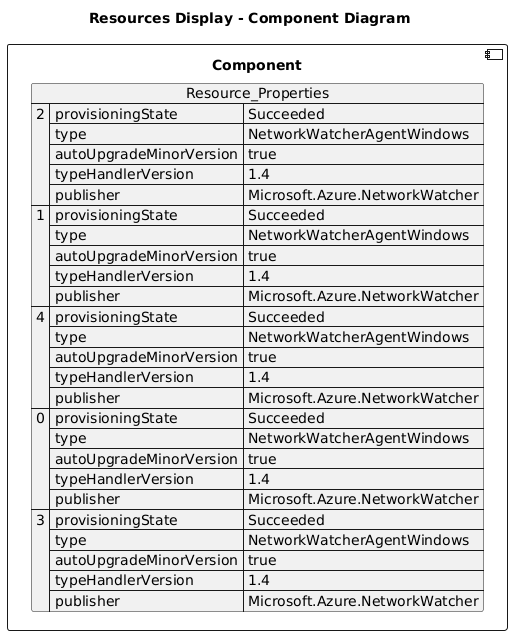 Resources Display - Component Diagram
Component
Resource_Properties
2 provisioningState Succeeded
type NetworkWatcherAgentWindows
autoUpgradeMinorVersion true
typeHandlerVersion 1.4
publisher Microsoft.Azure.NetworkWatcher
1 provisioningState Succeeded
type NetworkWatcherAgentWindows
autoUpgradeMinorVersion true
typeHandlerVersion 1.4
publisher Microsoft.Azure.NetworkWatcher
4 provisioningState Succeeded
type NetworkWatcherAgentWindows
autoUpgradeMinorVersion true
typeHandlerVersion 1.4
publisher Microsoft.Azure.NetworkWatcher
0 provisioningState Succeeded
type NetworkWatcherAgentWindows
autoUpgradeMinorVersion true
typeHandlerVersion 1.4
publisher Microsoft.Azure.NetworkWatcher
3 provisioningState Succeeded
type NetworkWatcherAgentWindows
autoUpgradeMinorVersion true
typeHandlerVersion 1.4
publisher Microsoft.Azure.NetworkWatcher